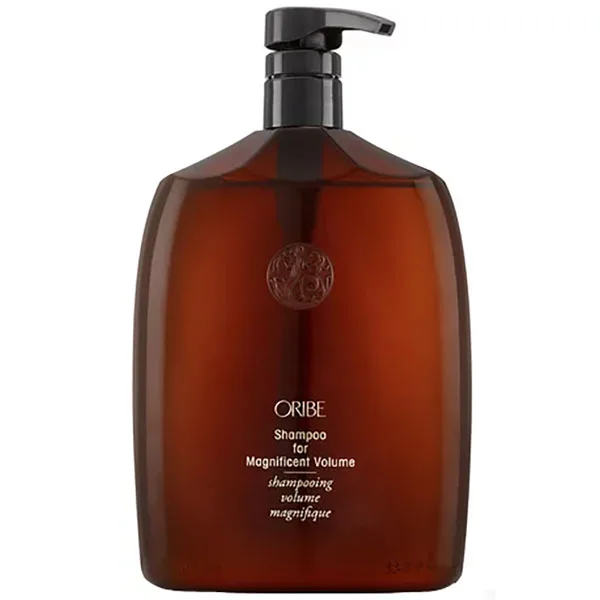 ORIBE
Shampoo
for
Magnificent Volume
shampooing
volume
magnifique